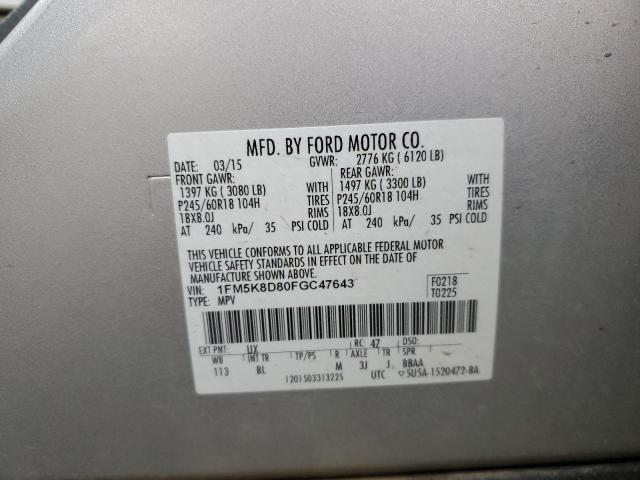 MFD. BY FORD MOTOR CO.
DATE: 03/15 GVWR: 2776 KG ( 6120 LB)
FRONT GAWR: REAR GAWR:
1397 KG ( 3080 LB) WITH 1497 KG ( 3300 LB) WITH
P245/60R18 104H TIRES P245/60R18 104H TIRES
18X8.0J RIMS 18X8.0J RIMS
AT 240 kPa/ 35 PSI COLD AT 240 kPa/ 35 PSI COLD
THIS VEHICLE CONFORMS TO ALL APPLICABLE FEDERAL MOTOR
VEHICLE SAFETY STANDARDS IN EFFECT ON THE DATE OF
MANUFACTURE SHOWN ABOVE.
VIN: 1FM5K8D80FGC47643 F0218
TYPE: MPV T0225
EXT PNT: UX RC: 47 DSO:
WB INT TR TP/PS R AXLE TR SPR
113 BL M 3J J BBAA
1201503313225 UTC ▽5U5A-1520472-BA